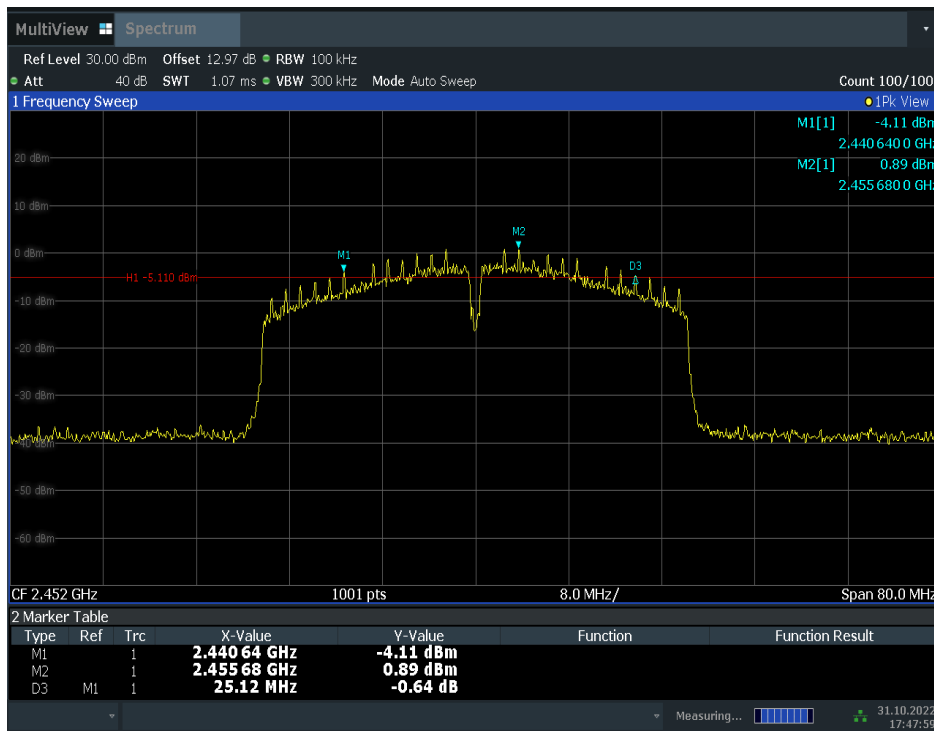 MultiView Spectrum
Ref Level 30.00 dBm Offset 12.97 dB RBW 100 kHz
Att 40 dB SWT 1.07 ms VBW 300 kHz Mode Auto Sweep Count 100/100
1 Frequency Sweep 1Pk View
M1[1] -4.11 dBm
2.440 640 0 GHz
M2[1] 0.89 dBm
2.455 680 0 GHz
20 dBm
10 dBm
M2
0 dBm
M1
D3
H1 -5.110 dBm
-10 dBm
-20 dBm
-30 dBm
-40 dBm
-50 dBm
-60 dBm
CF 2.452 GHz 1001 pts 8.0 MHz/ Span 80.0 MHz
2 Marker Table
Type Ref Trc X-Value Y-Value Function Function Result
M1 1 2.440 64 GHz -4.11 dBm
M2 1 2.455 68 GHz 0.89 dBm
D3 M1 1 25.12 MHz -0.64 dB
Measuring... 31.10.2022
17:47:59